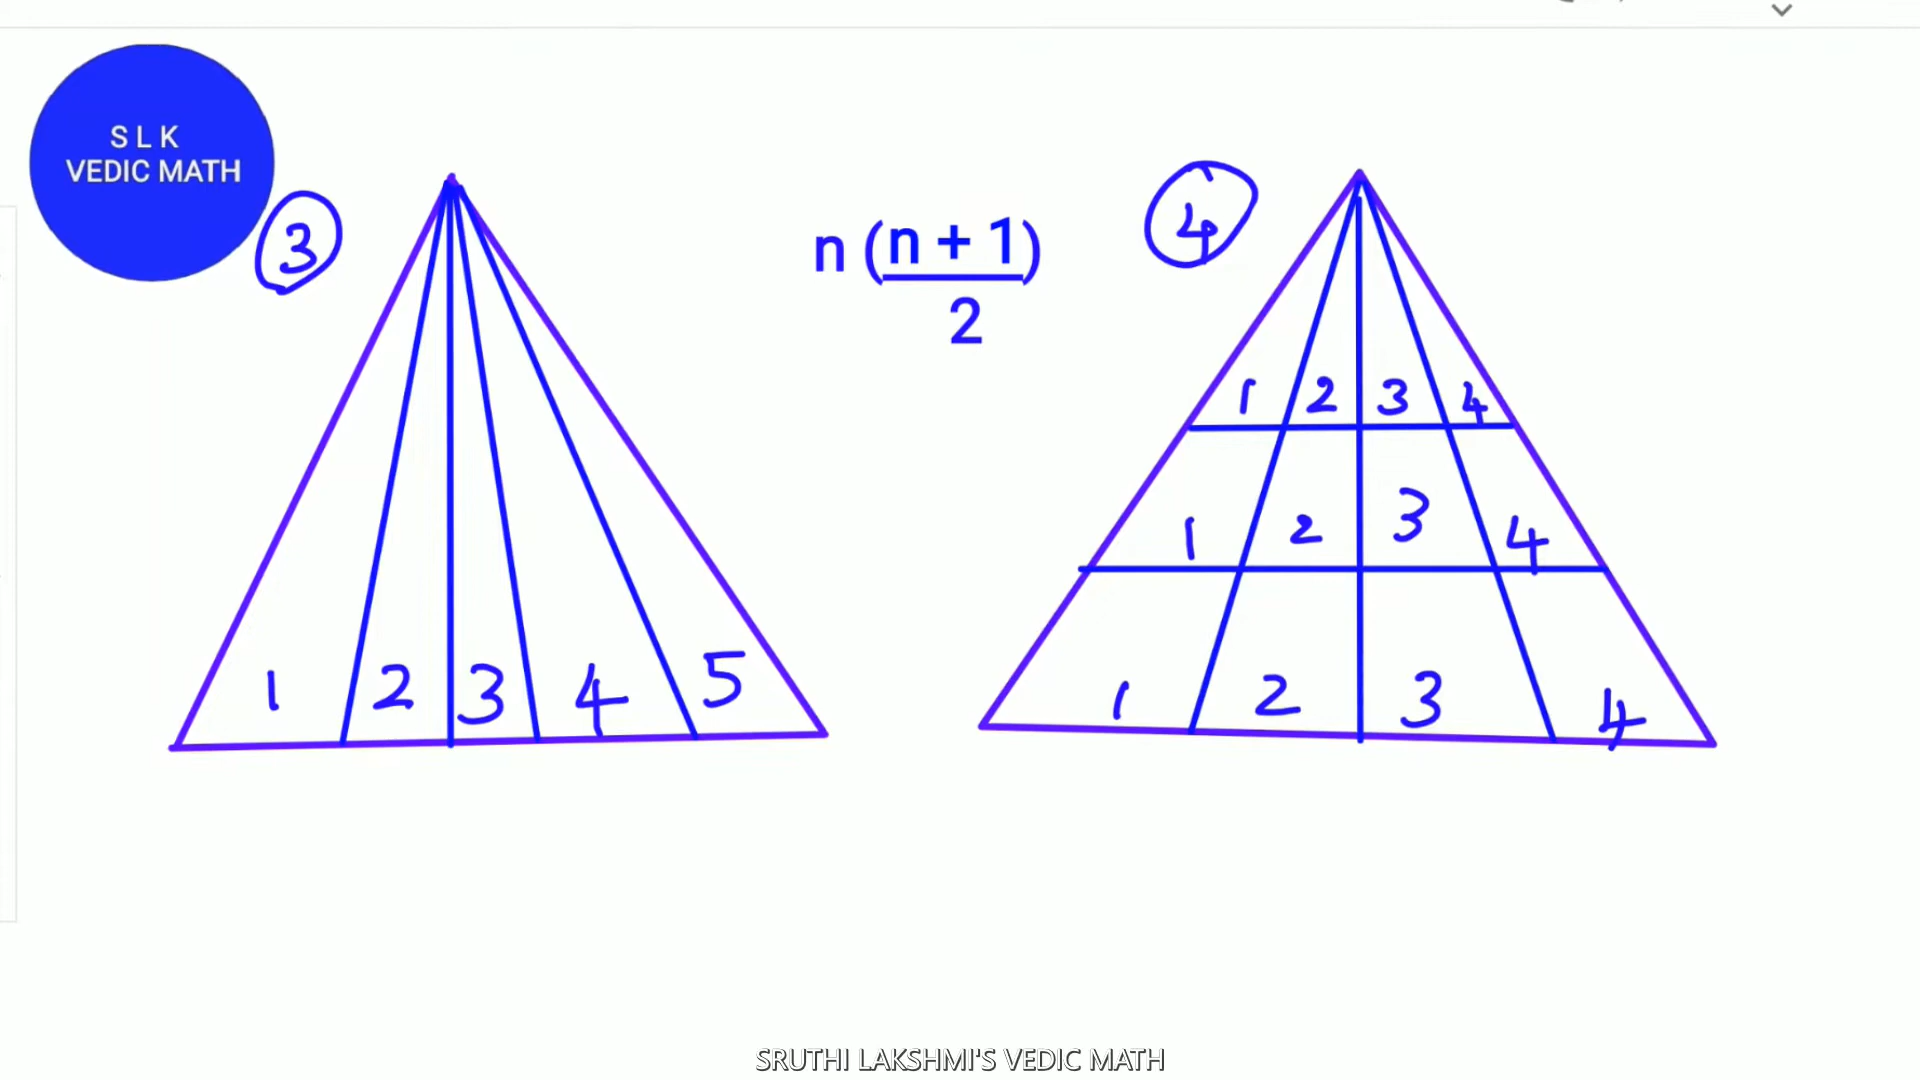 S L K
VEDIC MATH
3
n (n + 1)
2
4
1 2 3 4
1 2 3 4
1 2 3 4 5
1 2 3 4
SRUTHI LAKSHMI'S VEDIC MATH